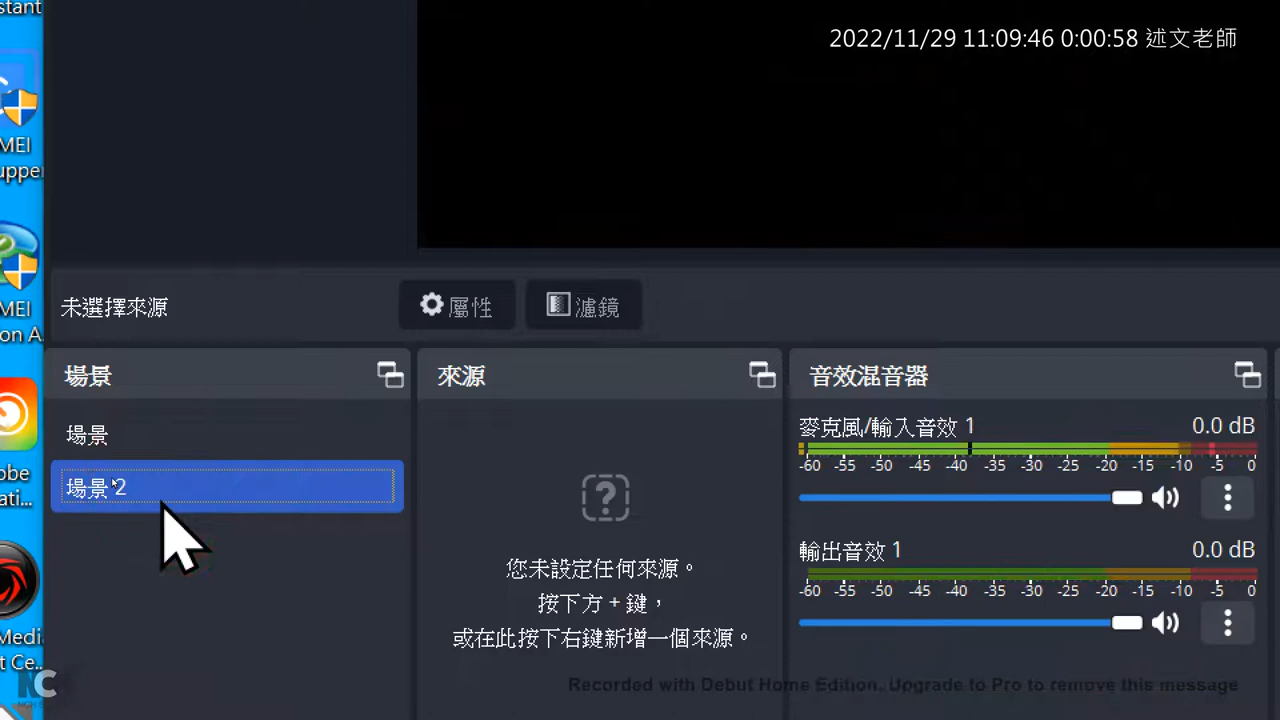 stant
2022/11/29 11:09:46 0:00:58 述文老師
MEI
upper
MEI
on A.
obe
ati...
Media
t Ce...
未選擇來源
屬性
濾鏡
場景
場景
場景 2
來源
您未設定任何來源。
按下方 + 鍵，
或在此按下右鍵新增一個來源。
音效混音器
麥克風/輸入音效 1
0.0 dB
-60 -55 -50 -45 -40 -35 -30 -25 -20 -15 -10 -5 0
輸出音效 1
0.0 dB
-60 -55 -50 -45 -40 -35 -30 -25 -20 -15 -10 -5 0
Recorded with Debut Home Edition. Upgrade to Pro to remove this message